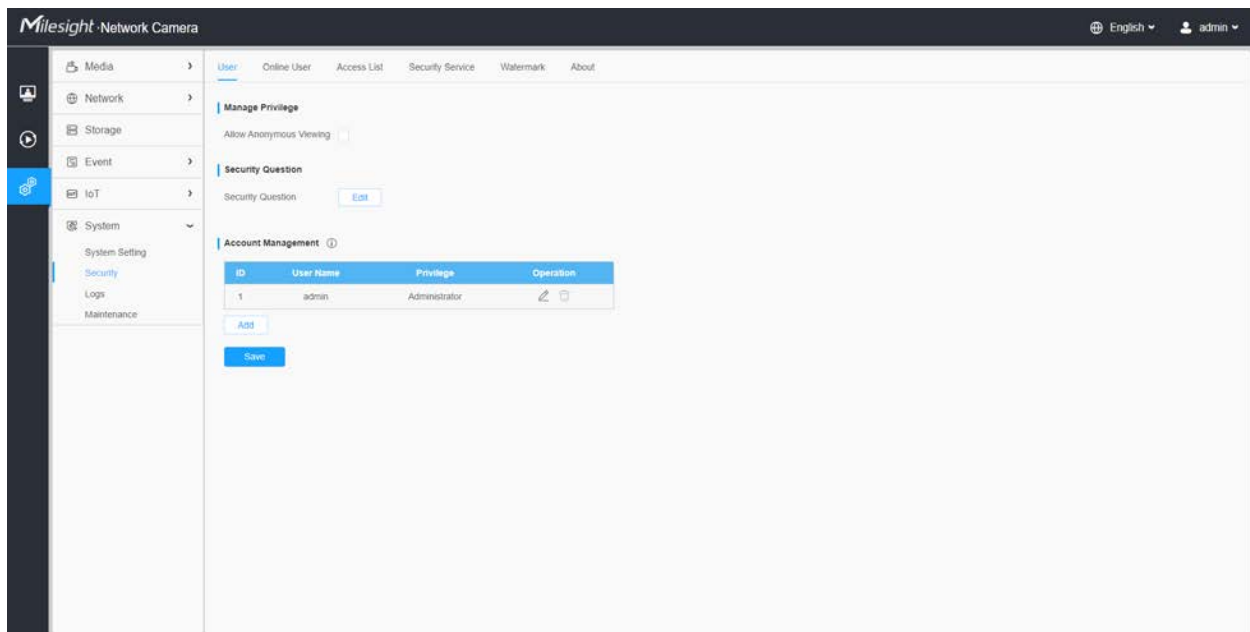 Milesight · Network Camera
English
admin
Media
Network
Storage
Event
IoT
System
System Setting
Security
Logs
Maintenance
User Online User Access List Security Service Watermark About
Manage Privilege
Allow Anonymous Viewing
Security Question
Security Question Edit
Account Management
ID User Name Privilege Operation
1 admin Administrator
Add
Save